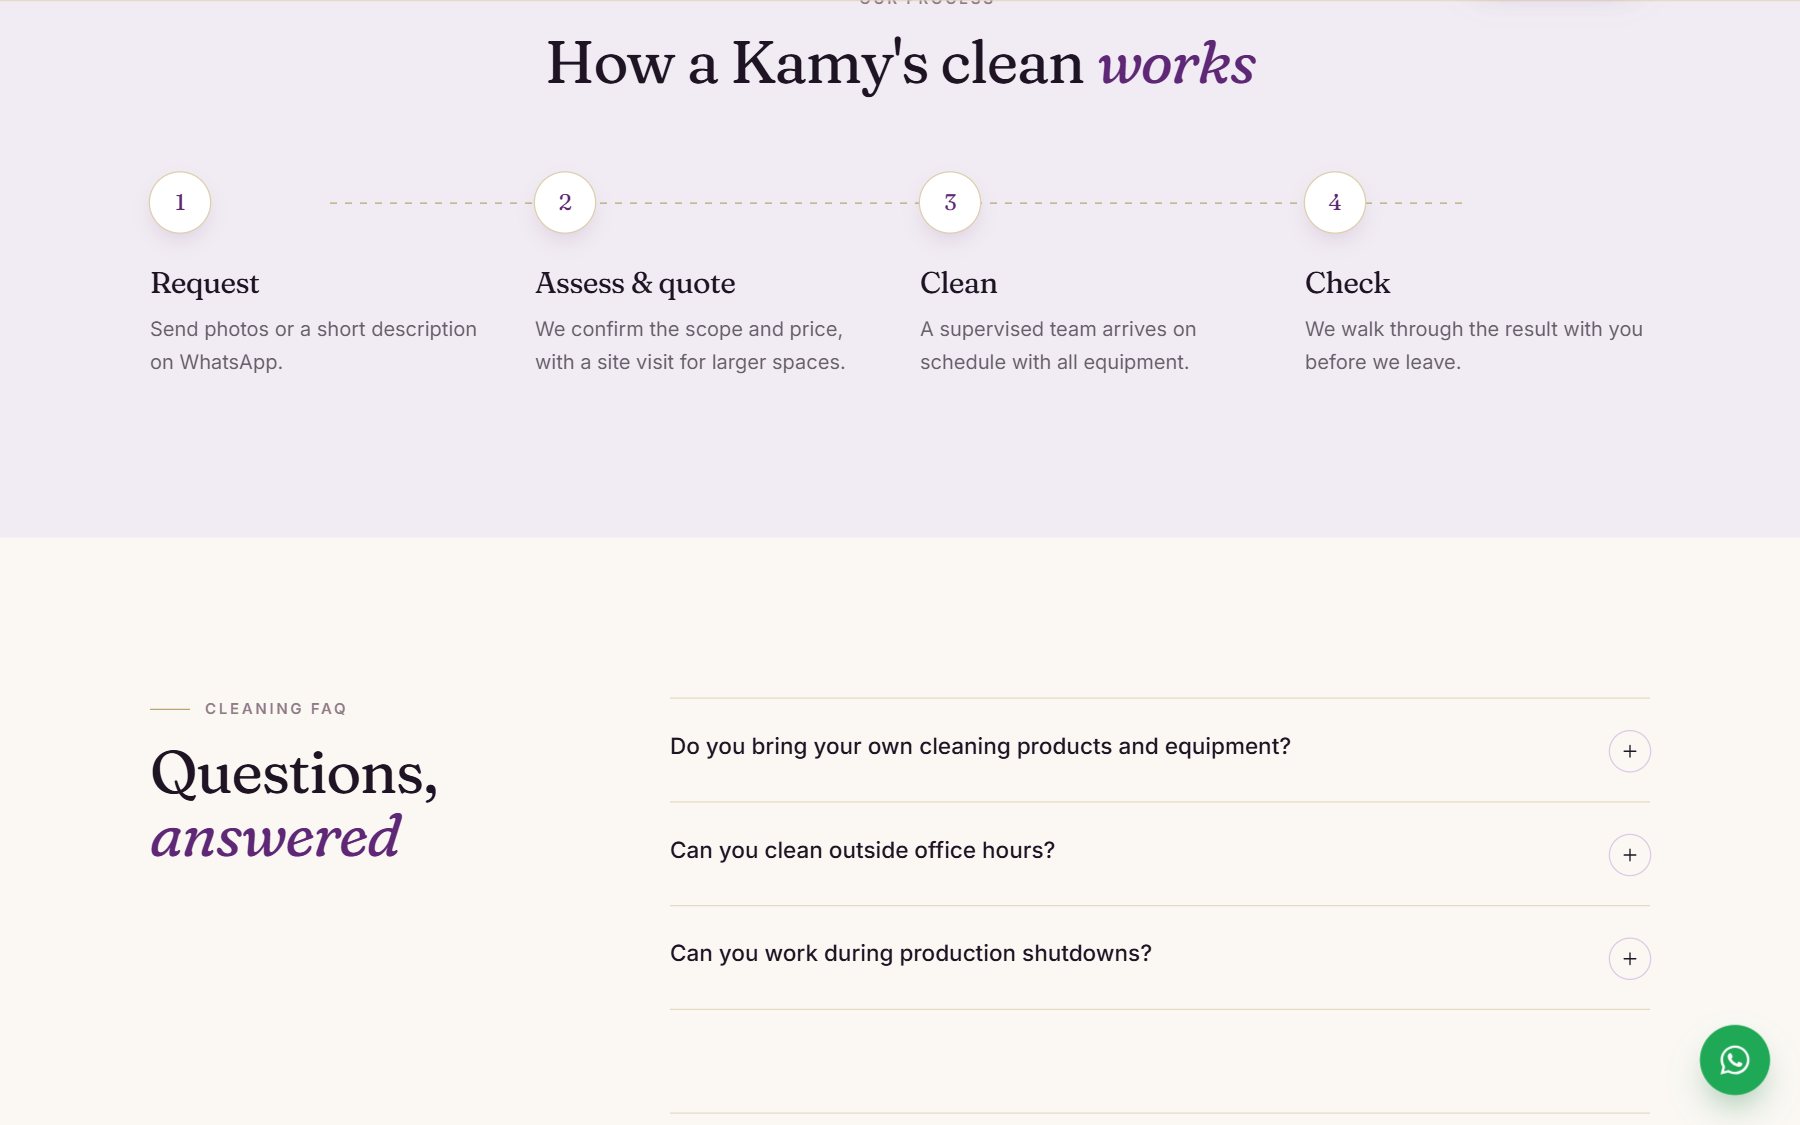 OUR PROCESS
How a Kamy's clean works
1
2
3
4
Request
Assess & quote
Clean
Check
Send photos or a short description
on WhatsApp.
We confirm the scope and price,
with a site visit for larger spaces.
A supervised team arrives on
schedule with all equipment.
We walk through the result with you
before we leave.
CLEANING FAQ
Questions,
answered
Do you bring your own cleaning products and equipment?
Can you clean outside office hours?
Can you work during production shutdowns?